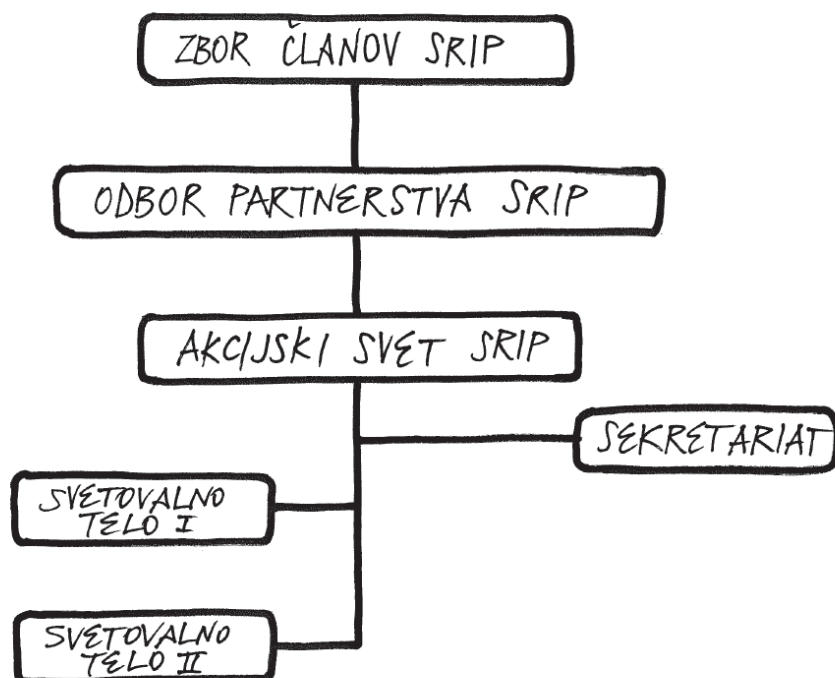 ZBOR ČLANOV SRIP
ODBOR PARTNERSTVA SRIP
AKCIJSKI SVET SRIP
SEKRETARIAT
SVETOVALNO
TELO I
SVETOVALNO
TELO II